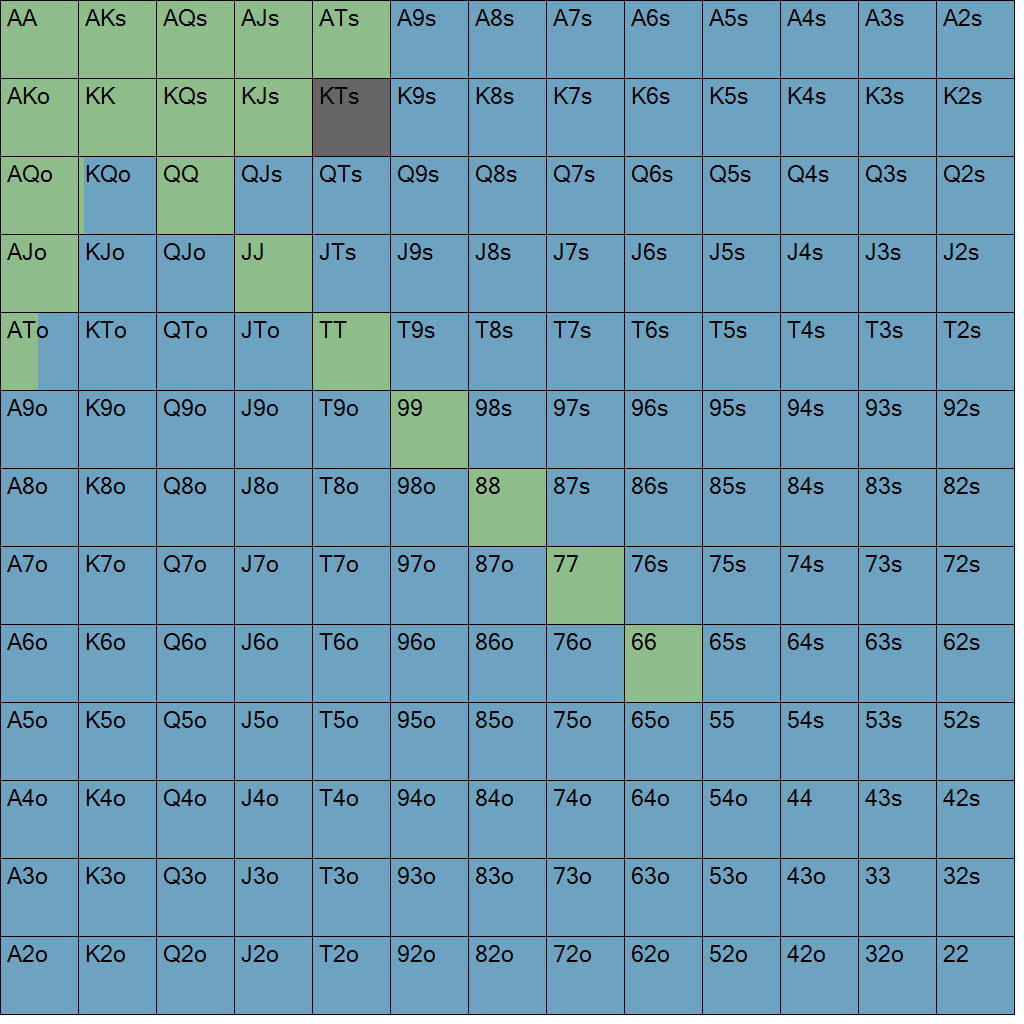 AA AKs AQs AJs ATs A9s A8s A7s A6s A5s A4s A3s A2s
AKo KK KQs KJs KTs K9s K8s K7s K6s K5s K4s K3s K2s
AQo KQo QQ QJs QTs Q9s Q8s Q7s Q6s Q5s Q4s Q3s Q2s
AJo KJo QJo JJ JTs J9s J8s J7s J6s J5s J4s J3s J2s
ATo KTo QTo JTo TT T9s T8s T7s T6s T5s T4s T3s T2s
A9o K9o Q9o J9o T9o 99 98s 97s 96s 95s 94s 93s 92s
A8o K8o Q8o J8o T8o 98o 88 87s 86s 85s 84s 83s 82s
A7o K7o Q7o J7o T7o 97o 87o 77 76s 75s 74s 73s 72s
A6o K6o Q6o J6o T6o 96o 86o 76o 66 65s 64s 63s 62s
A5o K5o Q5o J5o T5o 95o 85o 75o 65o 55 54s 53s 52s
A4o K4o Q4o J4o T4o 94o 84o 74o 64o 54o 44 43s 42s
A3o K3o Q3o J3o T3o 93o 83o 73o 63o 53o 43o 33 32s
A2o K2o Q2o J2o T2o 92o 82o 72o 62o 52o 42o 32o 22